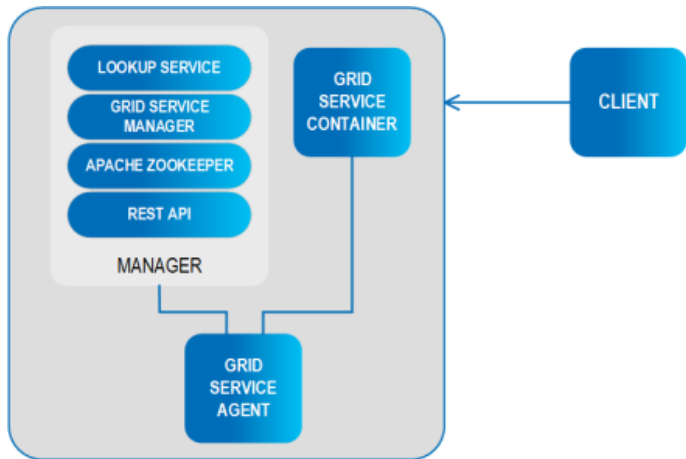 LOOKUP SERVICE
GRID SERVICE
MANAGER
APACHE ZOOKEEPER
REST API
MANAGER
GRID
SERVICE
CONTAINER
CLIENT
GRID
SERVICE
AGENT